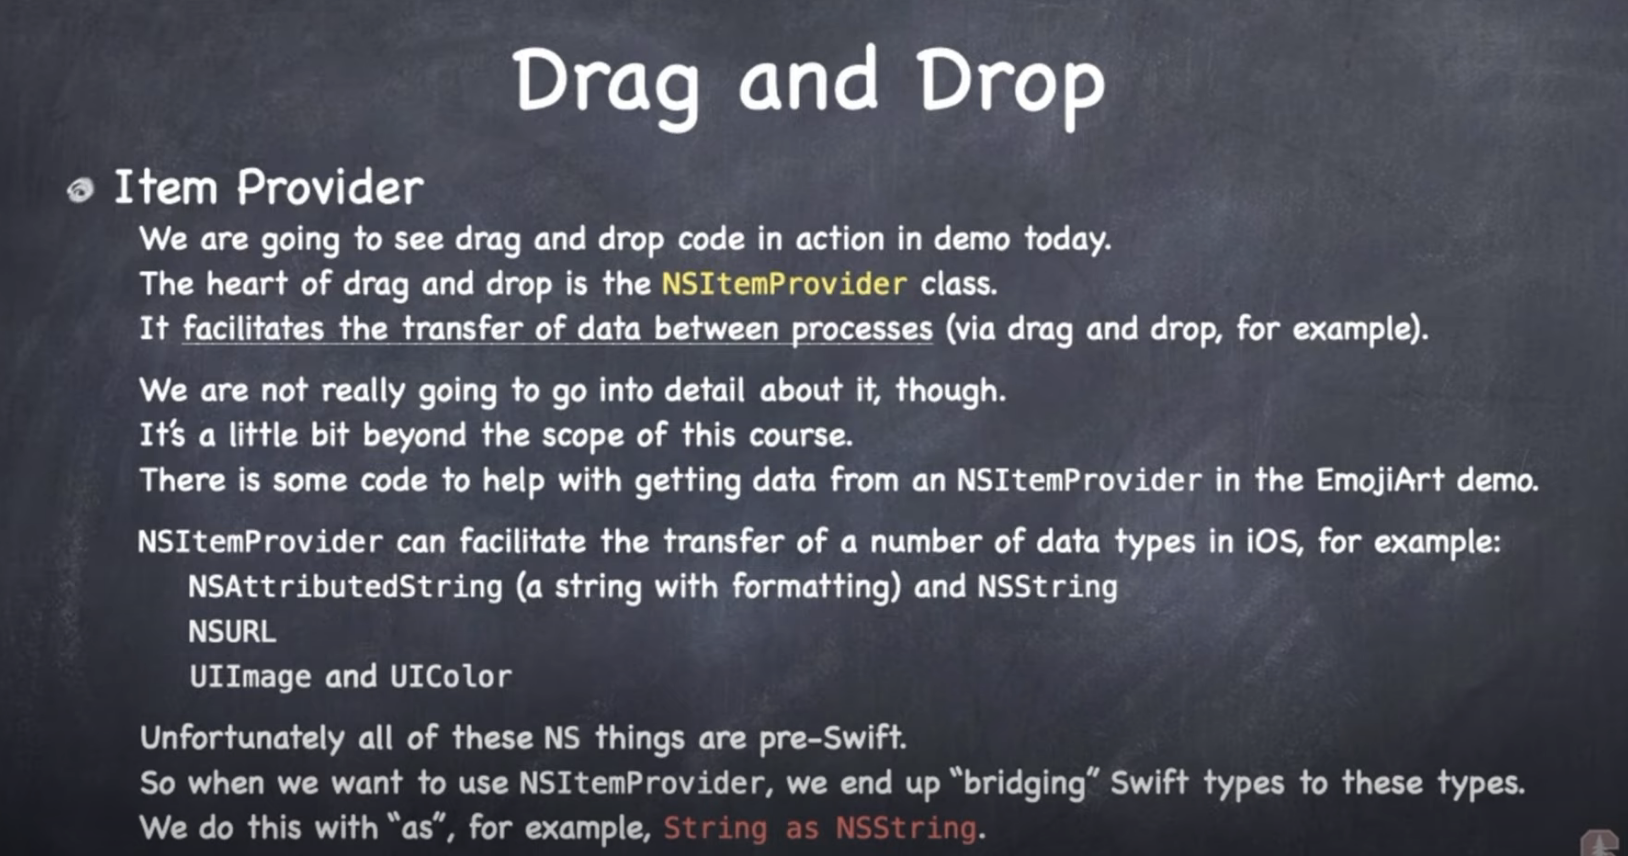 Drag and Drop
Item Provider
We are going to see drag and drop code in action in demo today.
The heart of drag and drop is the NSItemProvider class.
It facilitates the transfer of data between processes (via drag and drop, for example).
We are not really going to go into detail about it, though.
It's a little bit beyond the scope of this course.
There is some code to help with getting data from an NSItemProvider in the EmojiArt demo.
NSItemProvider can facilitate the transfer of a number of data types in iOS, for example:
NSAttributedString (a string with formatting) and NSString
NSURL
UIImage and UIColor
Unfortunately all of these NS things are pre-Swift.
So when we want to use NSItemProvider, we end up “bridging” Swift types to these types.
We do this with “as”, for example, String as NSString.